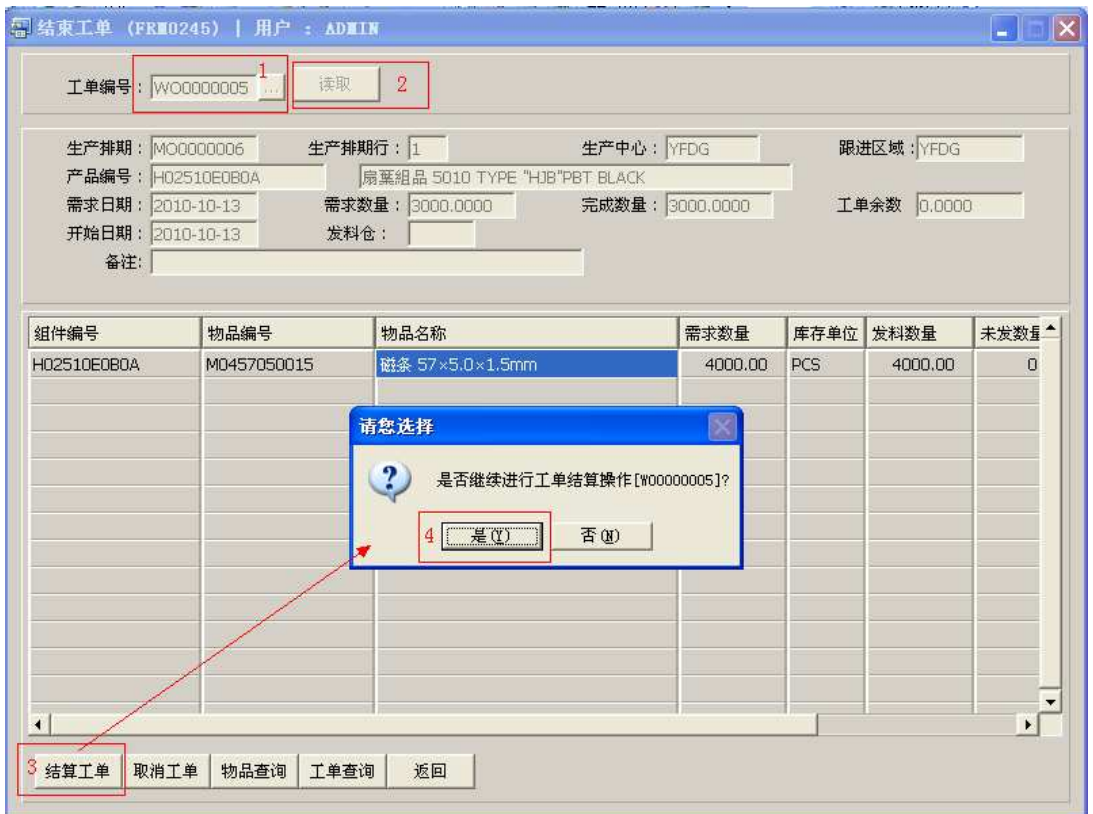 结束工单 (FRM0245) | 用户 : ADMIN
工单编号: WO0000005 1 ... 读取 2
生产排期: MO0000006 生产排期行: 1 生产中心: YFDG 跟进区域: YFDG
产品编号: H02510E0B0A 扇葉組品 5010 TYPE "HJB"PBT BLACK
需求日期: 2010-10-13 需求数量: 3000.0000 完成数量: 3000.0000 工单余数 0.0000
开始日期: 2010-10-13 发料仓:
备注:
组件编号 物品编号 物品名称 需求数量 库存单位 发料数量 未发数量
H02510E0B0A M0457050015 磁条 57×5.0×1.5mm 4000.00 PCS 4000.00 0
请您选择
是否继续进行工单结算操作[WO0000005]?
4 是(Y) 否(N)
3 结算工单 取消工单 物品查询 工单查询 返回